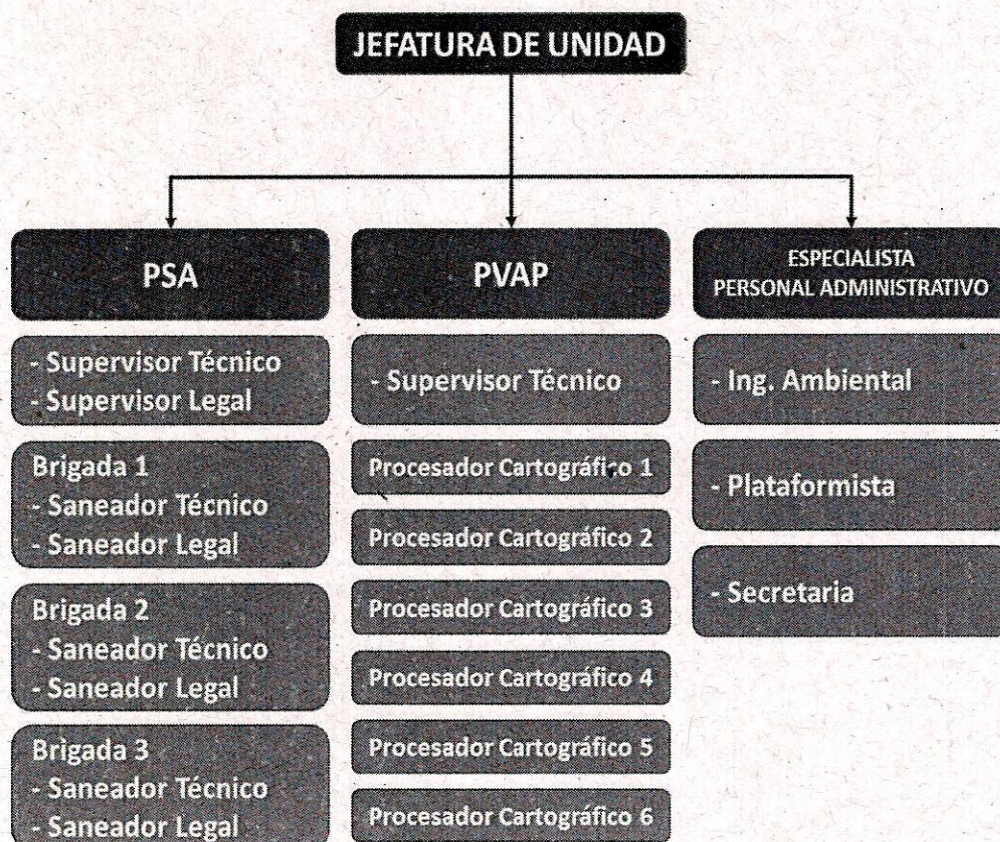 JEFATURA DE UNIDAD
PSA
- Supervisor Técnico
- Supervisor Legal
Brigada 1
- Saneador Técnico
- Saneador Legal
Brigada 2
- Saneador Técnico
- Saneador Legal
Brigada 3
- Saneador Técnico
- Saneador Legal
PVAP
- Supervisor Técnico
Procesador Cartográfico 1
Procesador Cartográfico 2
Procesador Cartográfico 3
Procesador Cartográfico 4
Procesador Cartográfico 5
Procesador Cartográfico 6
ESPECIALISTA
PERSONAL ADMINISTRATIVO
- Ing. Ambiental
- Plataformista
- Secretaria